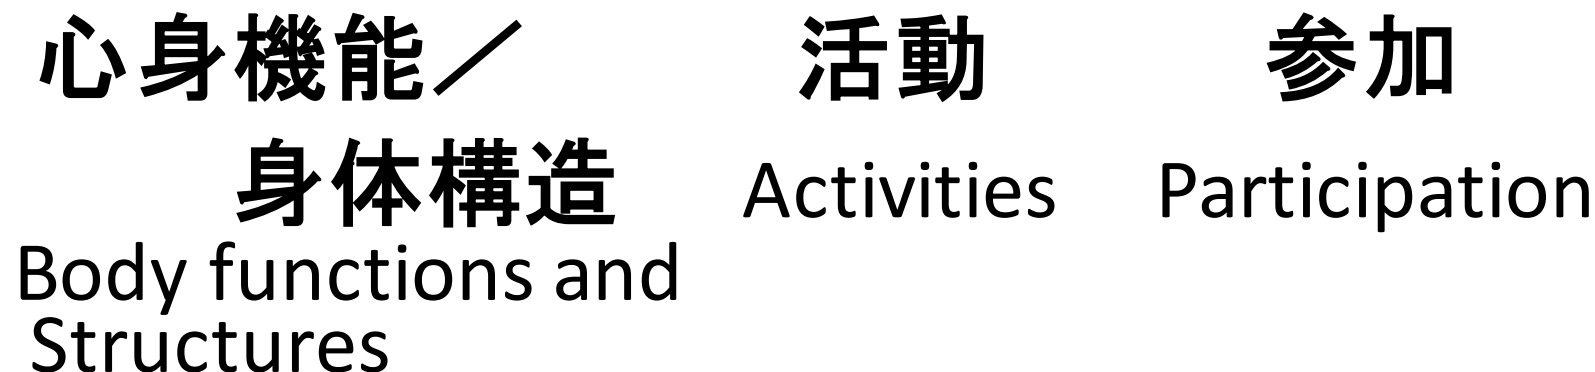 心身機能／
身体構造
Body functions and
Structures
活動
Activities
参加
Participation